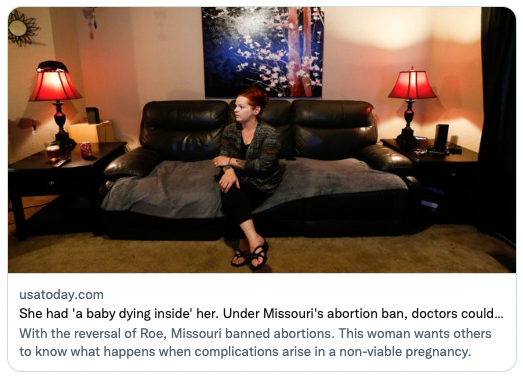 usatoday.com
She had 'a baby dying inside' her. Under Missouri's abortion ban, doctors could...
With the reversal of Roe, Missouri banned abortions. This woman wants others
to know what happens when complications arise in a non-viable pregnancy.